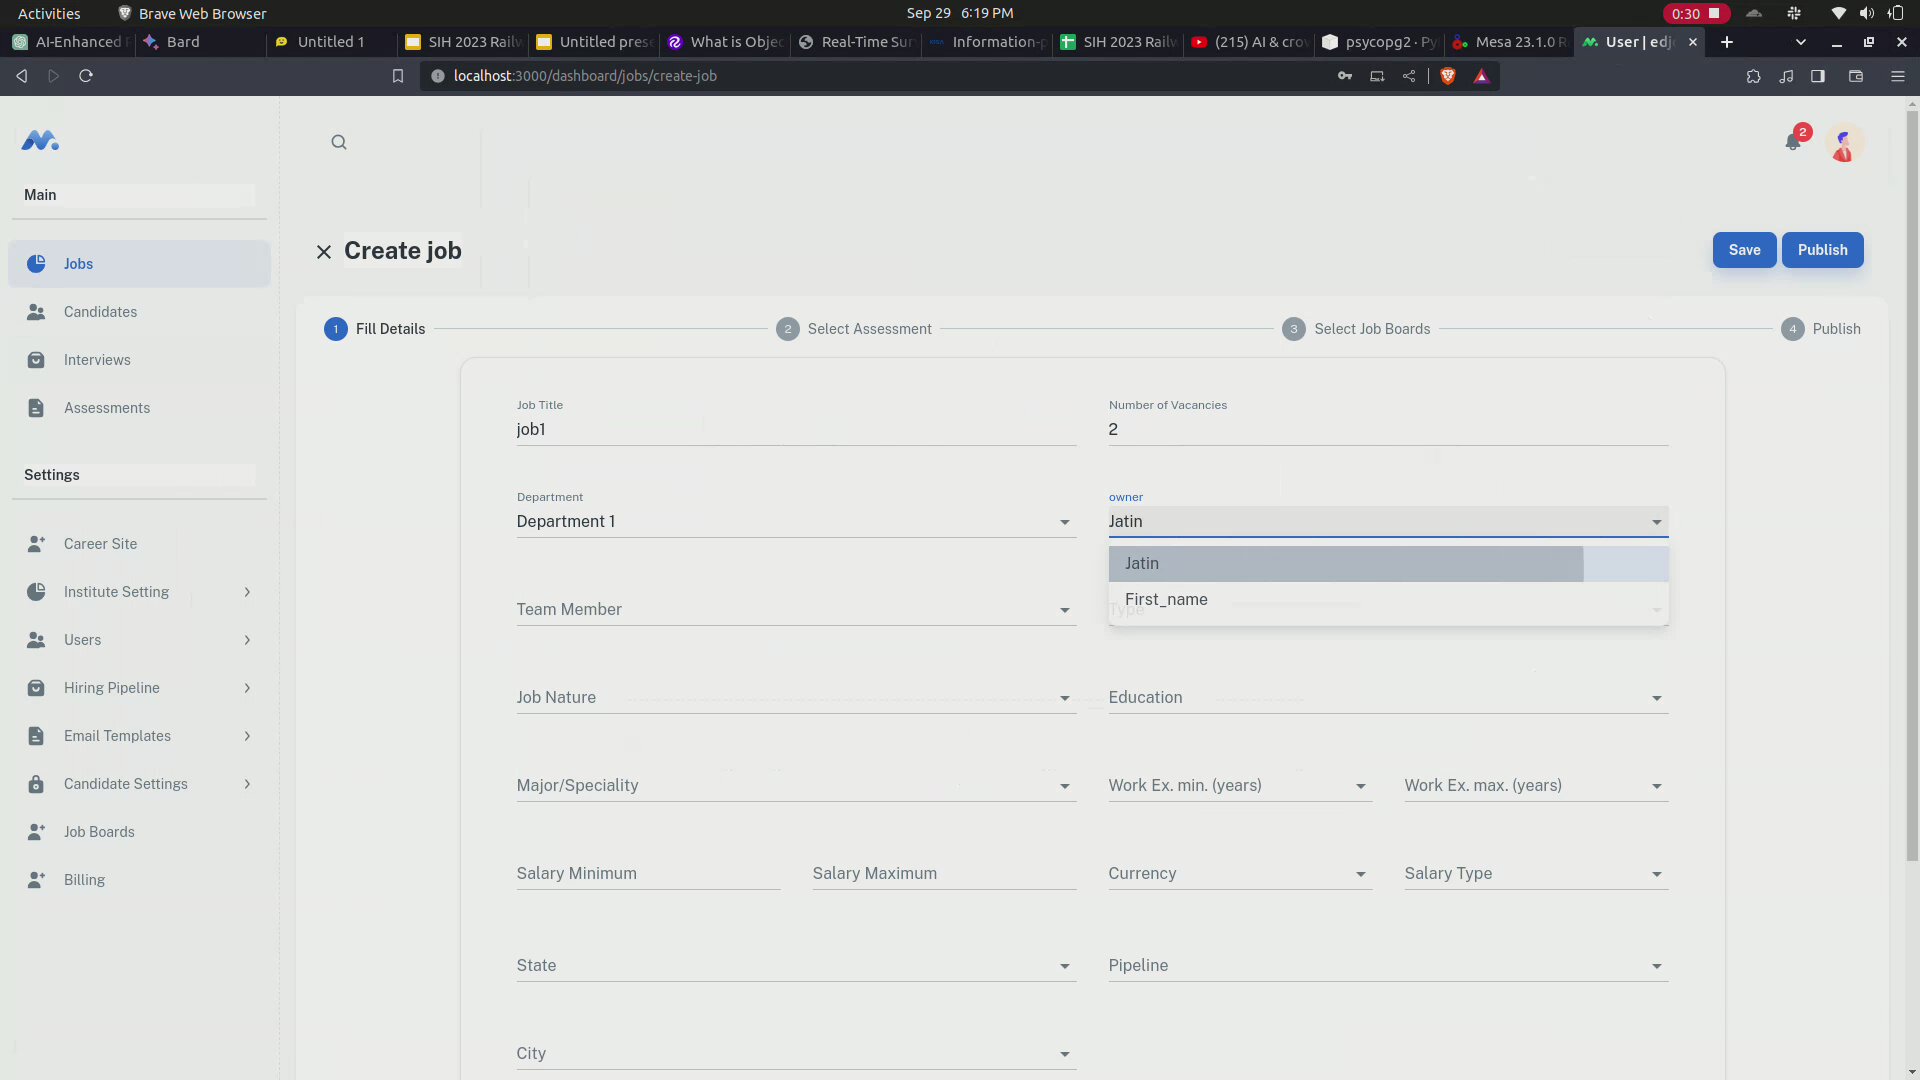 Activities
Brave Web Browser
Sep 29 6:19 PM
0:30
AI-Enhanced
Bard
Untitled 1
SIH 2023 Railw
Untitled prese
What is Objec
Real-Time Sur
Information-p
SIH 2023 Railw
(215) AI & crow
psycopg2 · Py
Mesa 23.1.0 R
User | edj
localhost:3000/dashboard/jobs/create-job
2
Main
Jobs
Candidates
Interviews
Assessments
Settings
Career Site
Institute Setting
Users
Hiring Pipeline
Email Templates
Candidate Settings
Job Boards
Billing
Create job
Save
Publish
1 Fill Details
2 Select Assessment
3 Select Job Boards
4 Publish
Job Title
job1
Number of Vacancies
2
Department
Department 1
owner
Jatin
Jatin
First_name
Team Member
Type
Job Nature
Education
Major/Speciality
Work Ex. min. (years)
Work Ex. max. (years)
Salary Minimum
Salary Maximum
Currency
Salary Type
State
Pipeline
City